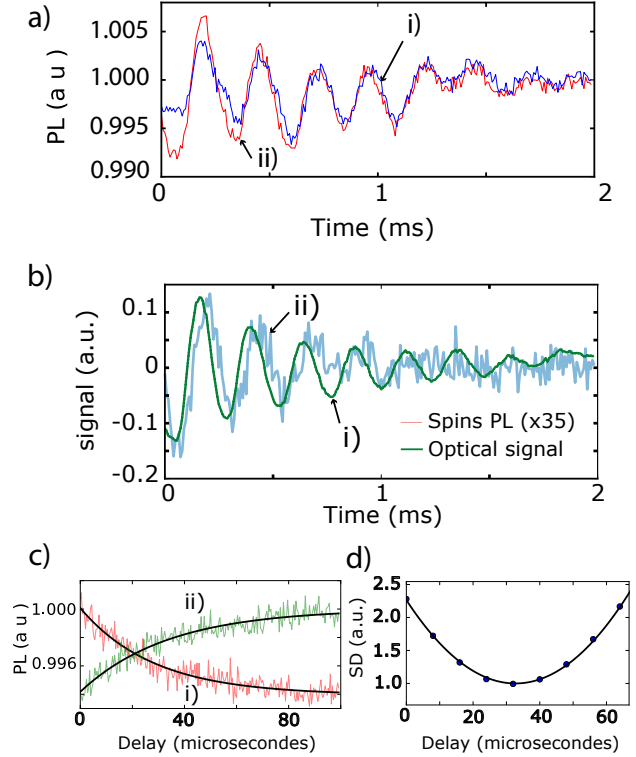 a)
1.005
1.000
0.995
0.990
PL (a u )
i)
ii)
0
1
2
Time (ms)
b)
0.1
0
-0.1
-0.2
signal (a.u.)
ii)
i)
Spins PL (x35)
Optical signal
0
1
2
Time (ms)
c)
1.000
0.996
PL (a u )
ii)
i)
0
40
80
Delay (microsecondes)
d)
2.5
2.0
1.5
1.0
SD (a.u.)
0
20
40
60
Delay (microsecondes)